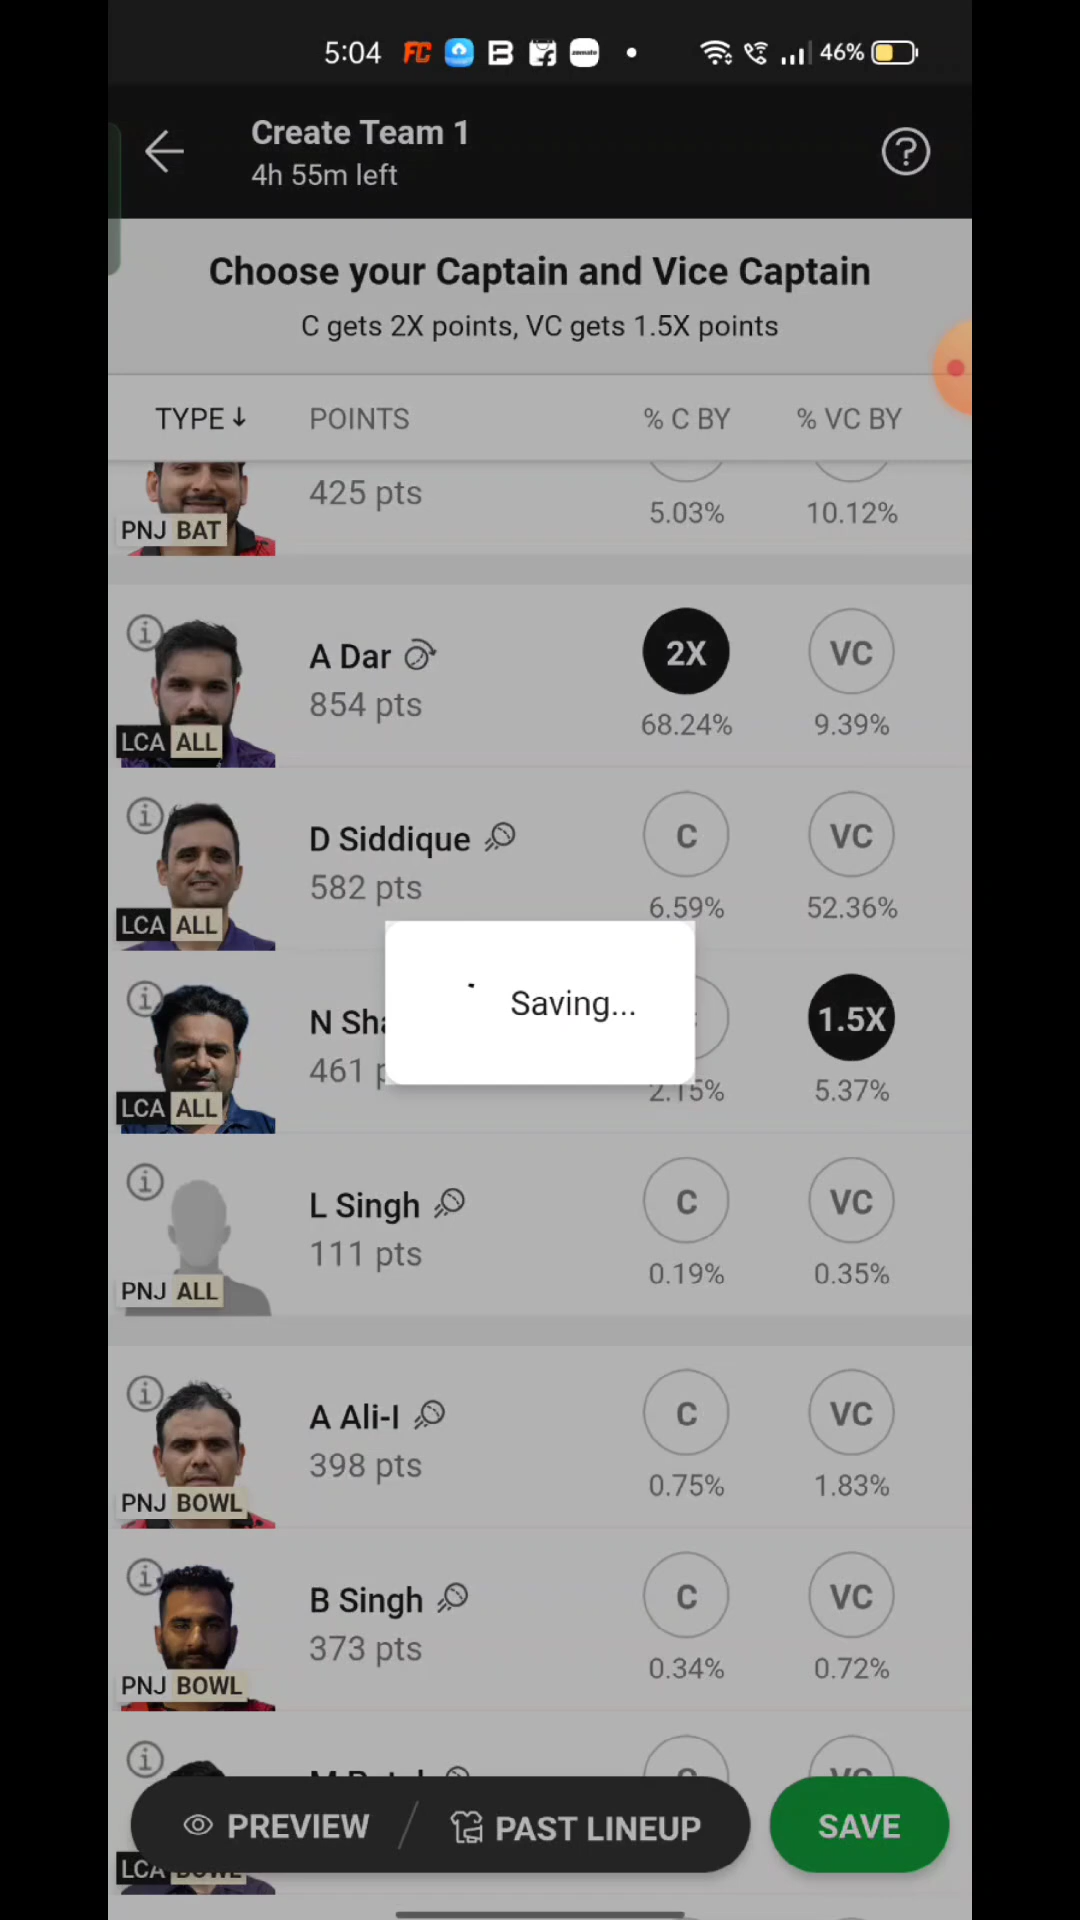 5:04 FC B zomato 46%
Create Team 1
4h 55m left
Choose your Captain and Vice Captain
C gets 2X points, VC gets 1.5X points
TYPE↓ POINTS % C BY % VC BY
425 pts 5.03% 10.12%
PNJ BAT
A Dar 2X VC
854 pts 68.24% 9.39%
LCA ALL
D Siddique C VC
582 pts 6.59% 52.36%
LCA ALL
Saving...
N 1.5X
461 2.15% 5.37%
LCA ALL
L Singh C VC
111 pts 0.19% 0.35%
PNJ ALL
A Ali-I C VC
398 pts 0.75% 1.83%
PNJ BOWL
B Singh C VC
373 pts 0.34% 0.72%
PNJ BOWL
PREVIEW / PAST LINEUP SAVE
LCA BOWL